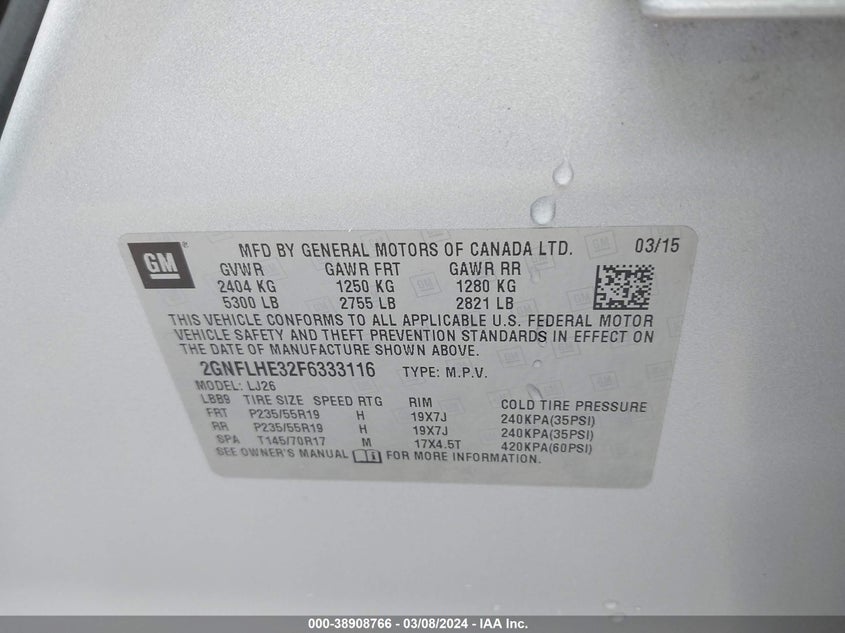 GM ® MFD BY GENERAL MOTORS OF CANADA LTD. 03/15
GVWR GAWR FRT GAWR RR
2404 KG 1250 KG 1280 KG
5300 LB 2755 LB 2821 LB
THIS VEHICLE CONFORMS TO ALL APPLICABLE U.S. FEDERAL MOTOR
VEHICLE SAFETY AND THEFT PREVENTION STANDARDS IN EFFECT ON
THE DATE OF MANUFACTURE SHOWN ABOVE.
2GNFLHE32F6333116 TYPE: M.P.V.
MODEL: LJ26
LBB9 TIRE SIZE SPEED RTG RIM COLD TIRE PRESSURE
FRT P235/55R19 H 19X7J 240KPA(35PSI)
RR P235/55R19 H 19X7J 240KPA(35PSI)
SPA T145/70R17 M 17X4.5T 420KPA(60PSI)
SEE OWNER'S MANUAL i FOR MORE INFORMATION.
000-38908766 — 03/08/2024 — IAA Inc.